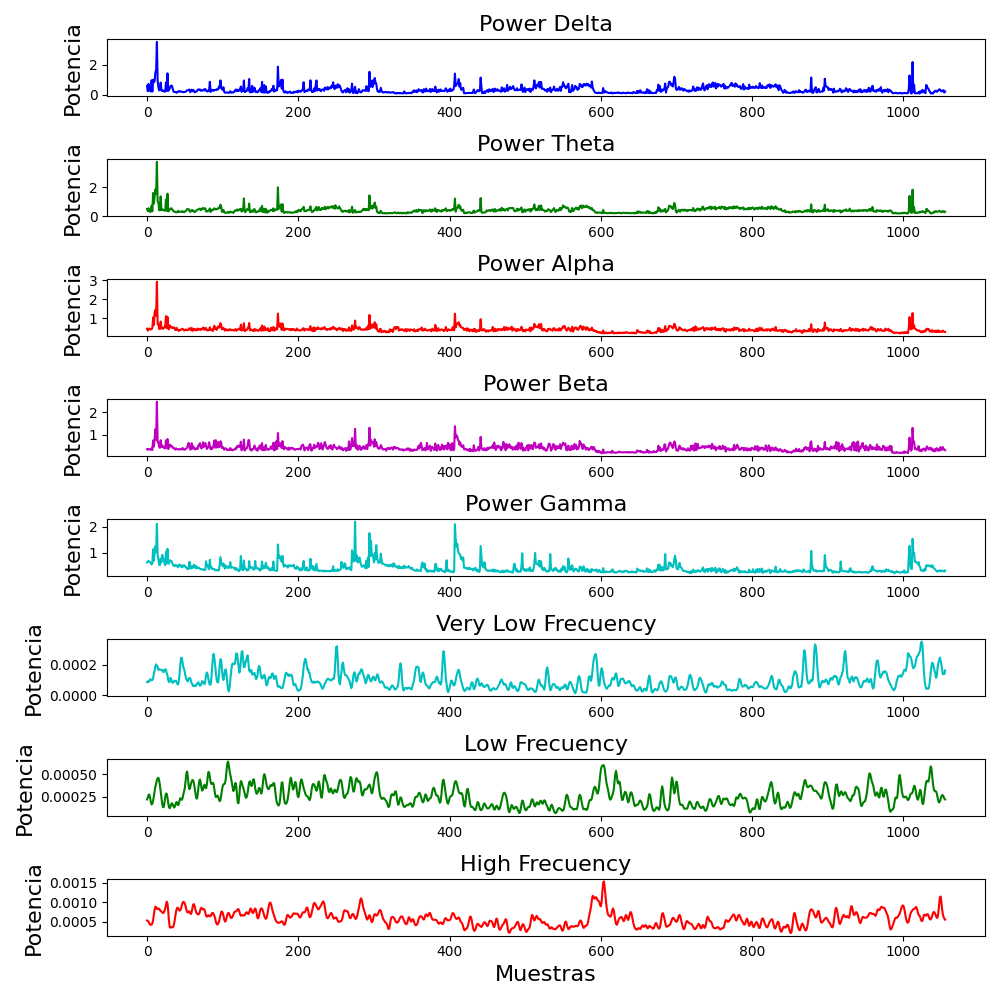 Power Delta
Potencia
2
0
0 200 400 600 800 1000
Power Theta
Potencia
2
0
0 200 400 600 800 1000
Power Alpha
Potencia
3
2
1
0 200 400 600 800 1000
Power Beta
Potencia
2
1
0 200 400 600 800 1000
Power Gamma
Potencia
2
1
0 200 400 600 800 1000
Very Low Frecuency
Potencia
0.0002
0.0000
0 200 400 600 800 1000
Low Frecuency
Potencia
0.00050
0.00025
0 200 400 600 800 1000
High Frecuency
Potencia
0.0015
0.0010
0.0005
0 200 400 600 800 1000
Muestras